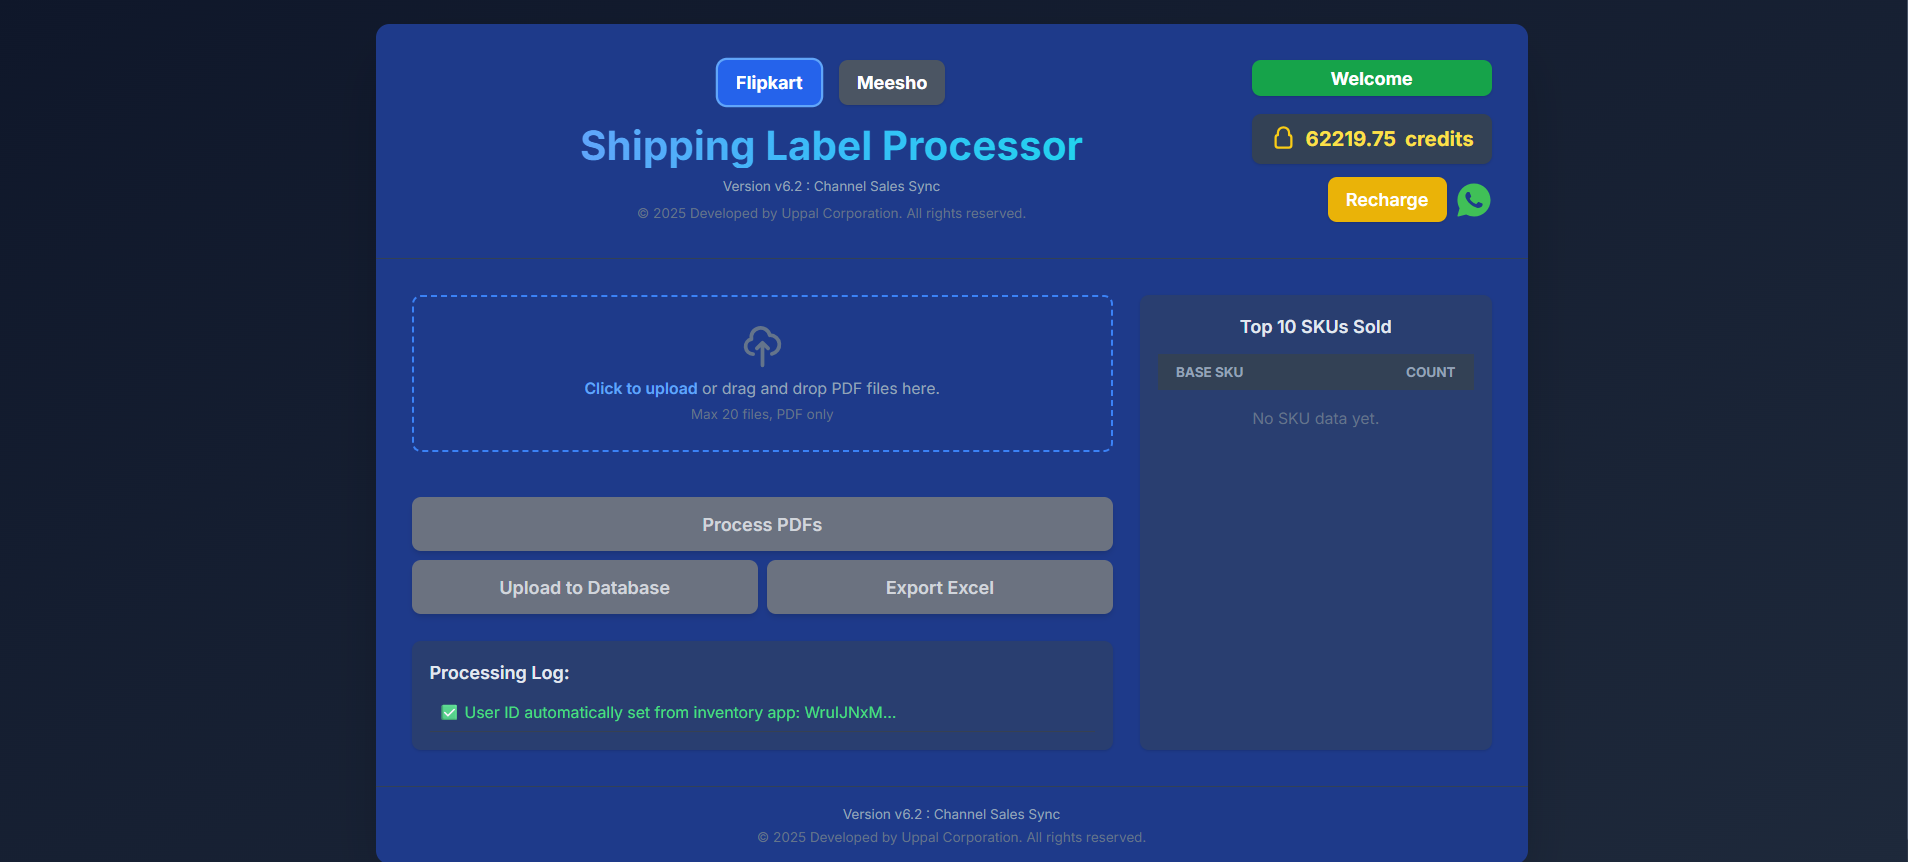 Flipkart
Meesho
Welcome
Shipping Label Processor
62219.75 credits
Version v6.2 : Channel Sales Sync
Recharge
© 2025 Developed by Uppal Corporation. All rights reserved.
Click to upload or drag and drop PDF files here.
Max 20 files, PDF only
Process PDFs
Upload to Database
Export Excel
Processing Log:
User ID automatically set from inventory app: WruIJNxM...
Top 10 SKUs Sold
BASE SKU
COUNT
No SKU data yet.
Version v6.2 : Channel Sales Sync
© 2025 Developed by Uppal Corporation. All rights reserved.